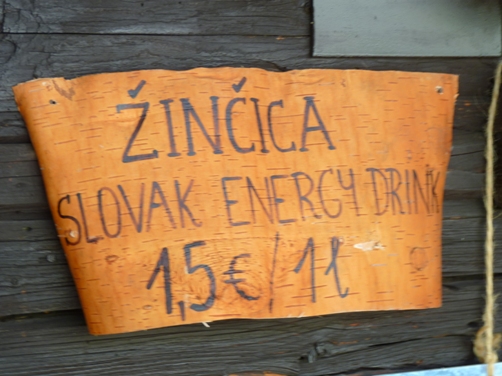 ŽINČICA
SLOVAK ENERGY DRINK
1,5€/1l